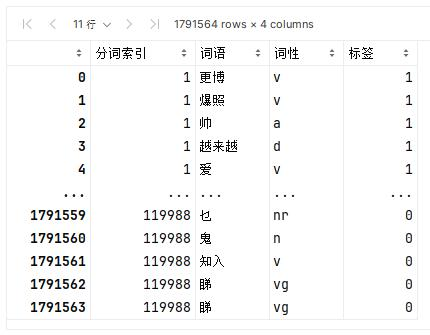 11 行 1791564 rows × 4 columns
分词索引 词语 词性 标签
0 1 更博 v 1
1 1 爆照 v 1
2 1 帅 a 1
3 1 越来越 d 1
4 1 爱 v 1
... ... ... ... ...
1791559 119988 乜 nr 0
1791560 119988 鬼 n 0
1791561 119988 知入 v 0
1791562 119988 睇 vg 0
1791563 119988 睇 vg 0